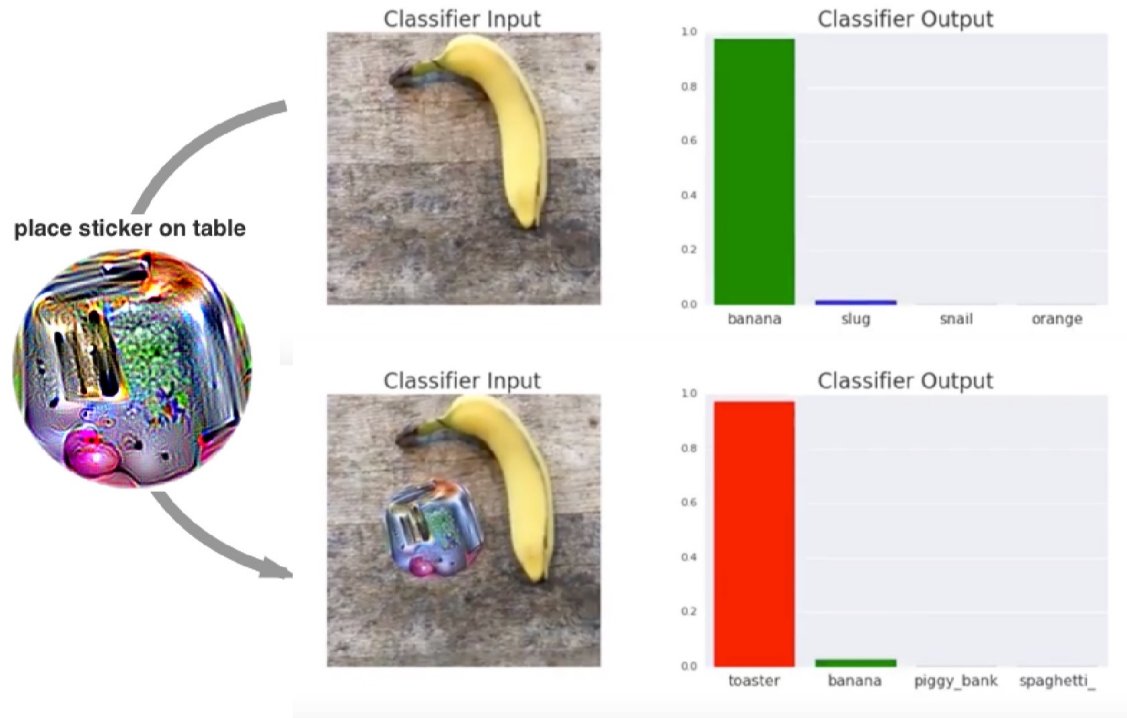 Classifier Input
Classifier Output
1.0
0.8
0.6
0.4
0.2
0.0
banana slug snail orange
place sticker on table
Classifier Input
Classifier Output
1.0
0.8
0.6
0.4
0.2
0.0
toaster banana piggy_bank spaghetti_